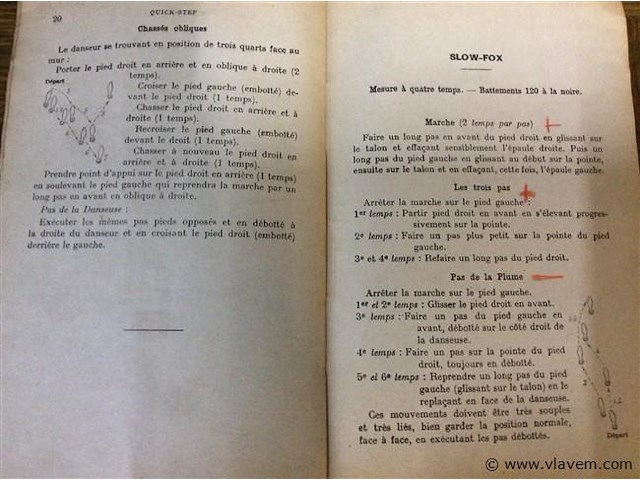 20
QUICK-STEP
Chassés obliques
Le danseur se trouvant en position de trois quarts face au
mur :
Porter le pied droit en arrière et en oblique à droite (2
temps).
Départ
Croiser le pied gauche (emboîté) de-
vant le pied droit (1 temps).
Chasser le pied droit en arrière et à
droite (1 temps).
Recroiser le pied gauche (emboîté)
devant le droit (1 temps).
Chasser à nouveau le pied droit en
arrière et à droite (1 temps).
Prendre point d'appui sur le pied droit en arrière (1 temps)
en soulevant le pied gauche qui reprendra la marche par un
long pas en avant en oblique à droite.
Pas de la Danseuse :
Exécuter les mêmes pas pieds opposés et en débotté à
la droite du danseur et en croisant le pied droit (embotté)
derrière le gauche.
SLOW-FOX
Mesure à quatre temps. — Battements 120 à la noire.
Marche (2 temps par pas)
Faire un long pas en avant du pied droit en glissant sur
le talon et effaçant sensiblement l'épaule droite. Puis un
long pas du pied gauche en glissant au début sur la pointe,
ensuite sur le talon et en effaçant, cette fois, l'épaule gauche.
Les trois pas
Arrêter la marche sur le pied gauche :
1er temps : Partir pied droit en avant en s'élevant progres-
sivement sur la pointe.
2e temps : Faire un pas plus petit sur la pointe du pied
gauche.
3e et 4e temps : Refaire un long pas du pied droit.
Pas de la Plume
Arrêter la marche sur le pied gauche.
1er et 2e temps : Glisser le pied droit en avant.
3e temps : Faire un pas du pied gauche en
avant, débotté sur le côté droit de
la danseuse.
4e temps : Faire un pas sur la pointe du pied
droit, toujours en débotté.
5e et 6e temps : Reprendre un long pas du pied
gauche (glissant sur le talon) en le
replaçant en face de la danseuse.
Ces mouvements doivent être très souples
et très liés, bien garder la position normale,
face à face, en exécutant les pas débottés.
Départ
© www.vlavem.com